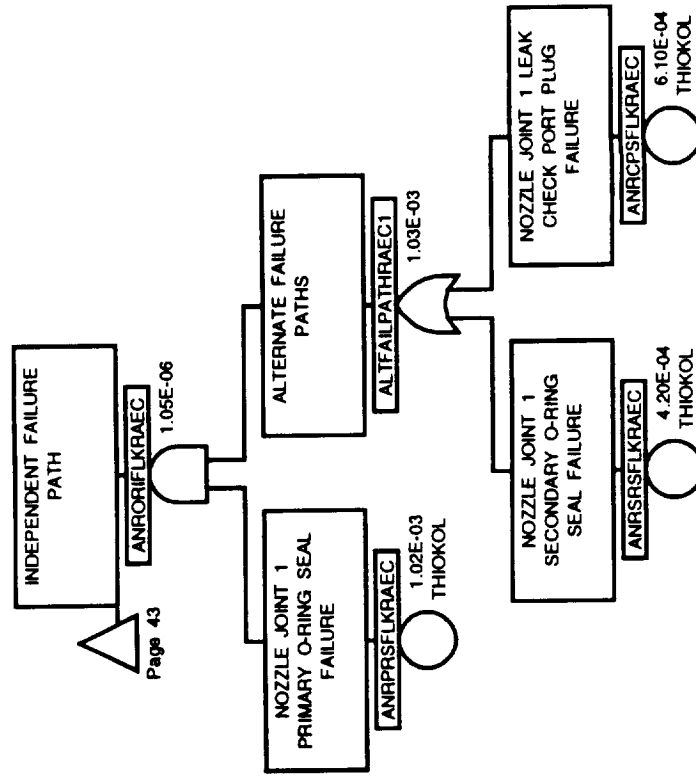 INDEPENDENT FAILURE
PATH
ANRORIFLKRAEC
1.05E-06
Page 43
NOZZLE JOINT 1
PRIMARY O-RING SEAL
FAILURE
ANRPRSFLKRAEC
1.02E-03
THIOKOL
ALTERNATE FAILURE
PATHS
ALTFAILPATHRAEC1
1.03E-03
NOZZLE JOINT 1
SECONDARY O-RING
SEAL FAILURE
ANRSRSFLKRAEC
4.20E-04
THIOKOL
NOZZLE JOINT 1 LEAK
CHECK PORT PLUG
FAILURE
ANRCPSFLKRAEC
6.10E-04
THIOKOL